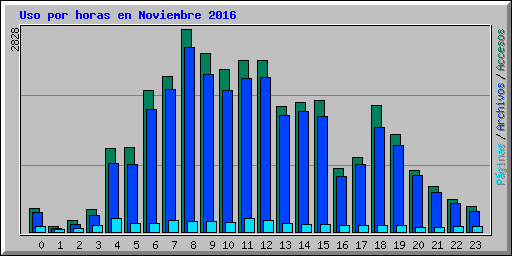 Uso por horas en Noviembre 2016
2828
Páginas / Archivos / Accesos
0 1 2 3 4 5 6 7 8 9 10 11 12 13 14 15 16 17 18 19 20 21 22 23